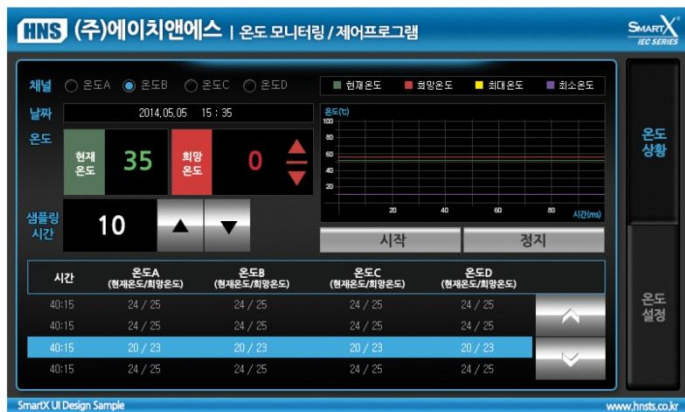 HNS (주)에이치앤에스 | 온도 모니터링 / 제어프로그램
SMARTX
IEC SERIES
채널 온도A 온도B 온도C 온도D
현재온도 희망온도 최대온도 최소온도
날짜 2014,05,05 15 : 35
온도
현재
온도
35
희망
온도
0
샘플링
시간
10
온도(℃)
100
80
60
40
20
20 40 60 80 시간(ms)
시작 정지
온도
상황
온도
설정
시간 온도A 온도B 온도C 온도D
(현재온도/희망온도) (현재온도/희망온도) (현재온도/희망온도) (현재온도/희망온도)
40:15 24 / 25 24 / 25 24 / 25 24 / 25
40:15 24 / 25 24 / 25 24 / 25 24 / 25
40:15 20 / 23 20 / 23 20 / 23 20 / 23
40:15 24 / 25 24 / 25 24 / 25 24 / 25
SmartX UI Design Sample
www.hnsts.co.kr